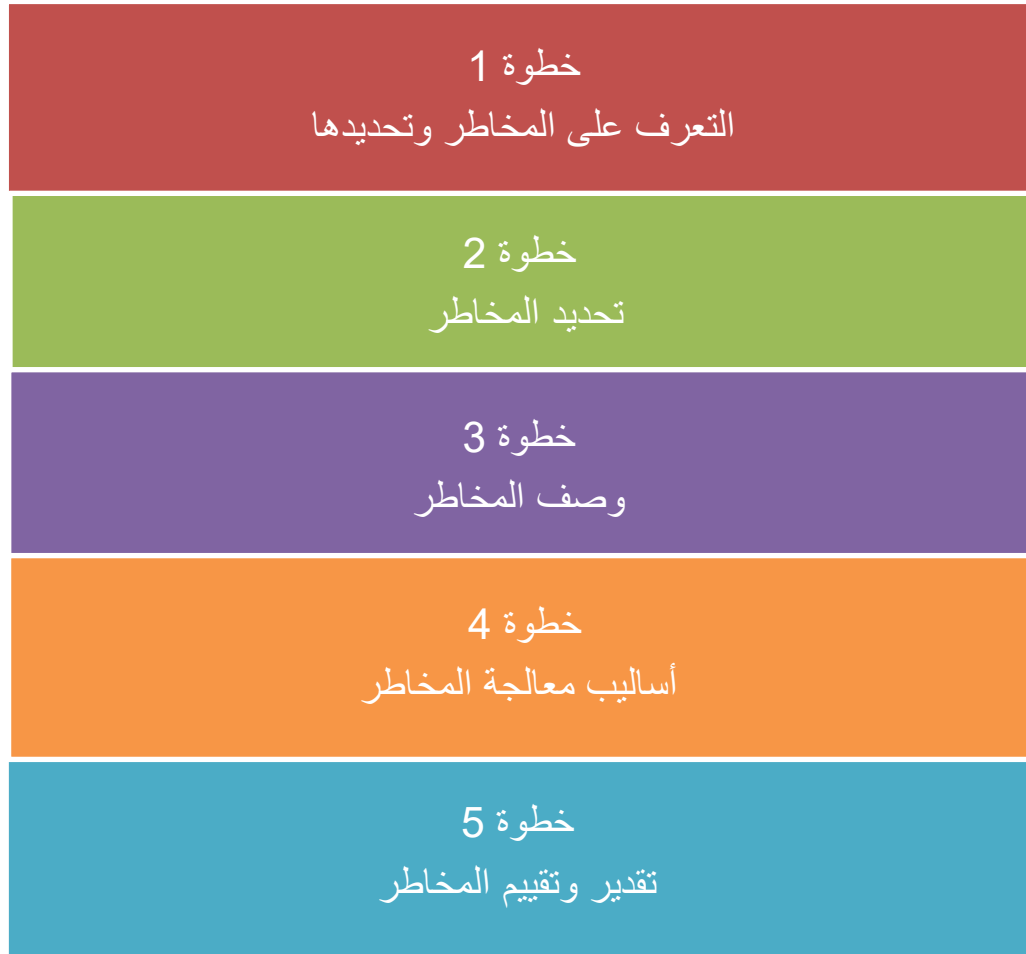 خطوة 1
التعرف على المخاطر وتحديدها
خطوة 2
تحديد المخاطر
خطوة 3
وصف المخاطر
خطوة 4
أساليب معالجة المخاطر
خطوة 5
تقدير وتقييم المخاطر